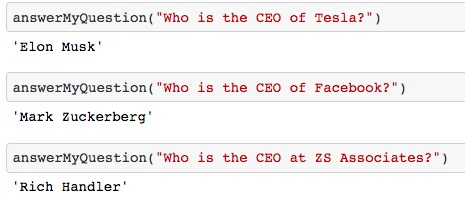 answerMyQuestion("Who is the CEO of Tesla?")
'Elon Musk'
answerMyQuestion("Who is the CEO of Facebook?")
'Mark Zuckerberg'
answerMyQuestion("Who is the CEO at ZS Associates?")
'Rich Handler'